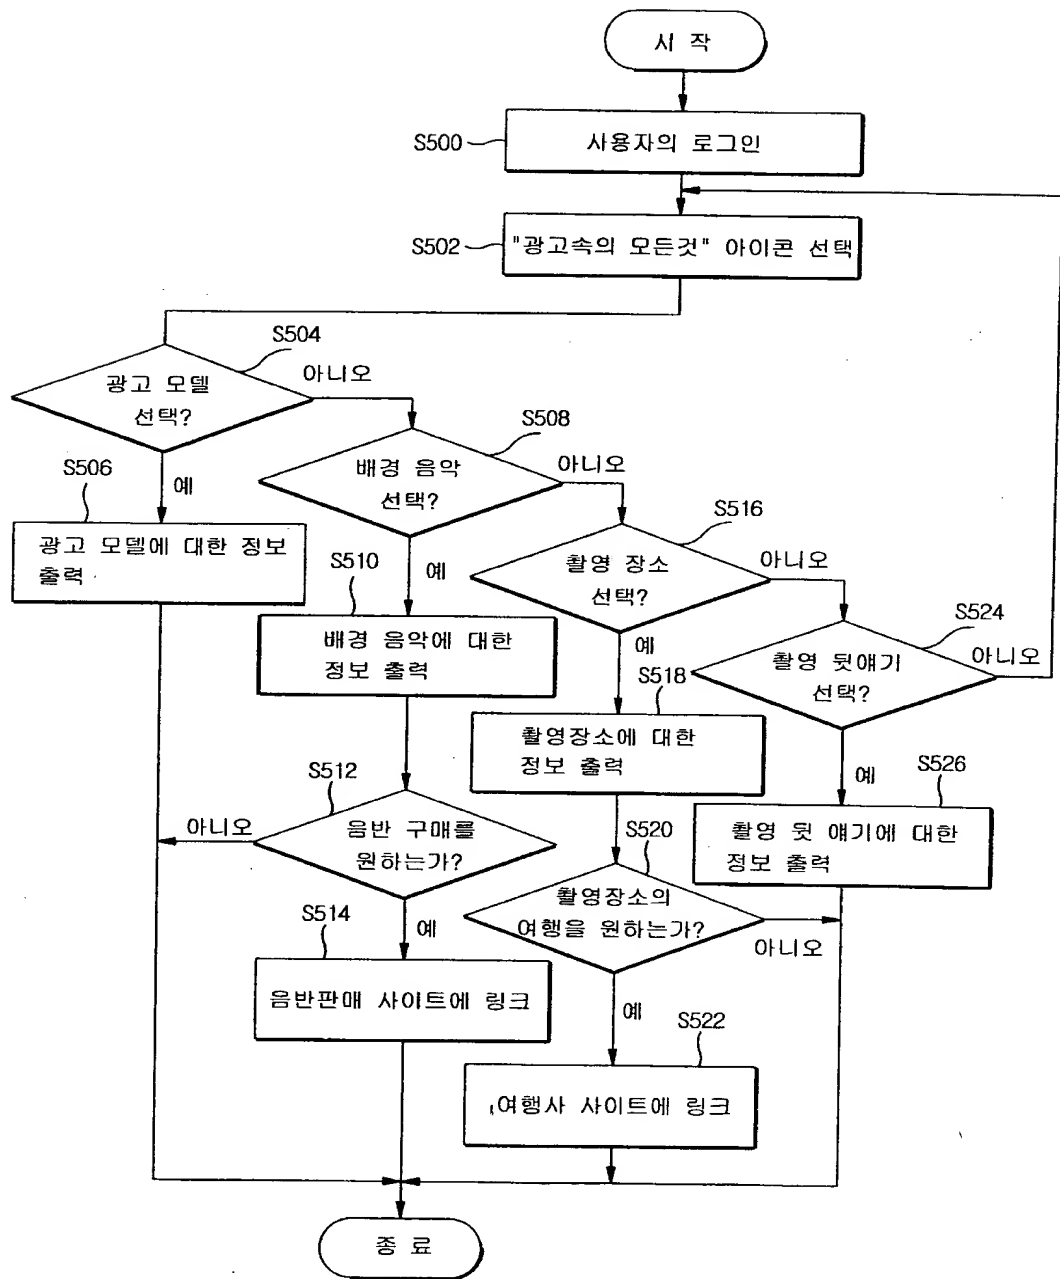 시 작
S500
사용자의 로그인
S502
"광고속의 모든것" 아이콘 선택
S504
광고 모델
선택?
아니오
S506
예
광고 모델에 대한 정보
출력
S508
배경 음악
선택?
아니오
S510
예
배경 음악에 대한
정보 출력
S516
촬영 장소
선택?
아니오
예
S518
촬영장소에 대한
정보 출력
S524
촬영 뒷얘기
선택?
아니오
예
S526
촬영 뒷 얘기에 대한
정보 출력
S512
음반 구매를
원하는가?
아니오
예
S514
음반판매 사이트에 링크
S520
촬영장소의
여행을 원하는가?
아니오
예
S522
여행사 사이트에 링크
종 료